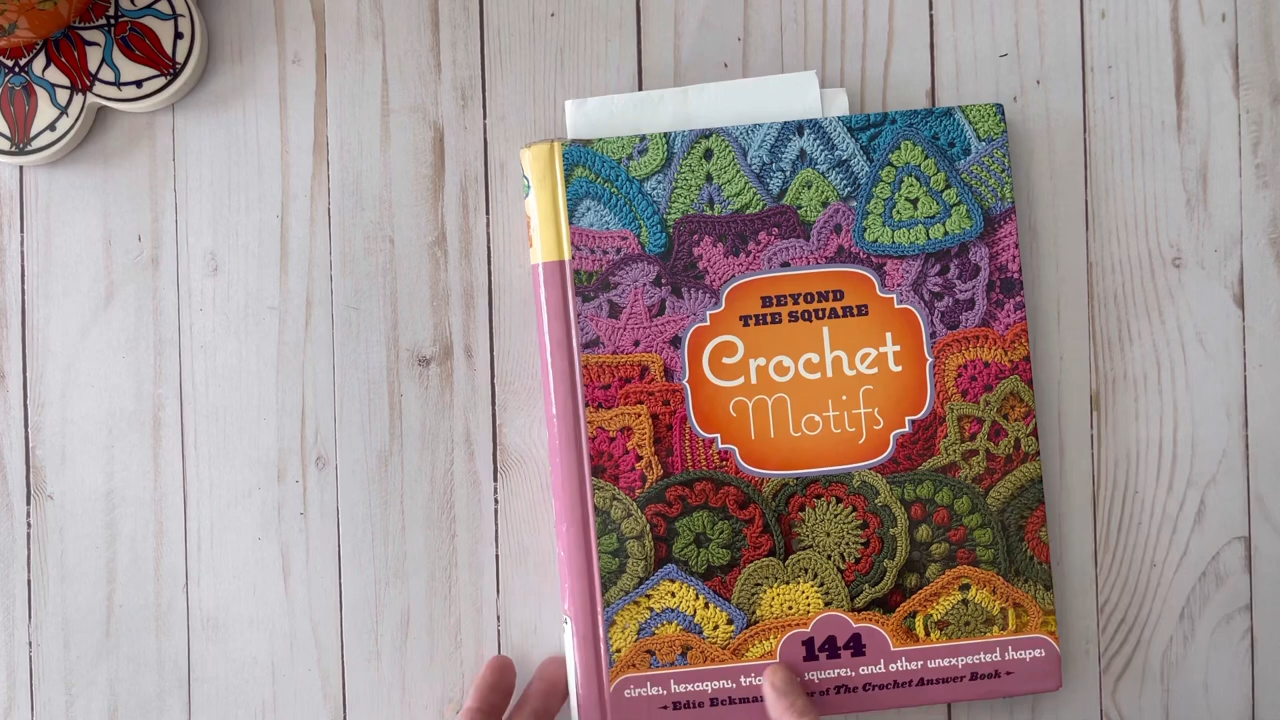 BEYOND
THE SQUARE
Crochet
Motifs
144
circles, hexagons, squares, and other unexpected shapes
Edie of The Crochet Answer Book